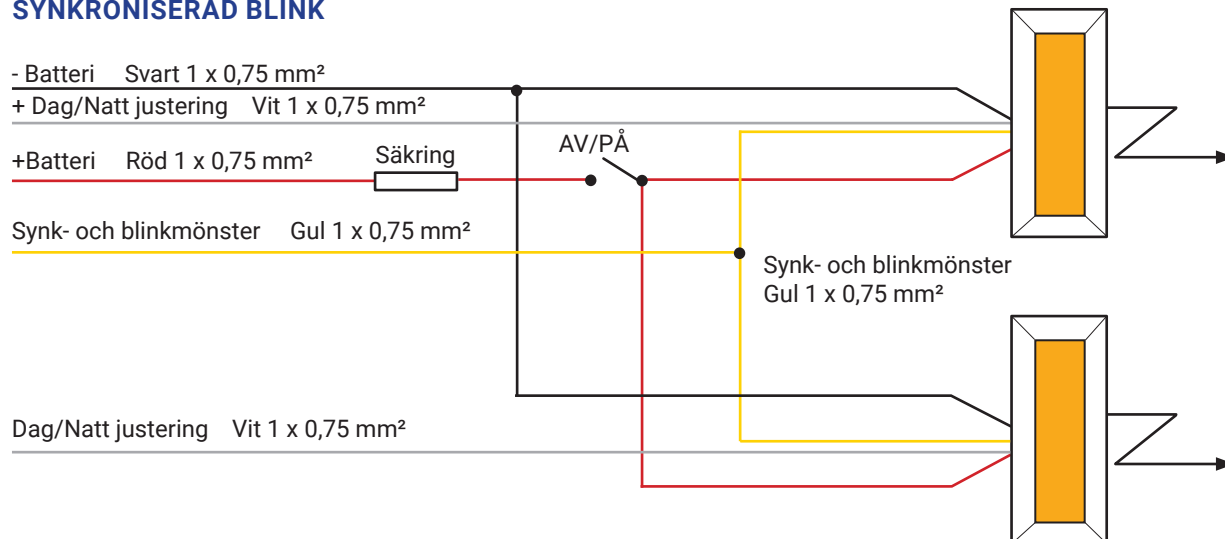 SYNKRONISERAD BLINK
- Batteri Svart 1 x 0,75 mm²
+ Dag/Natt justering Vit 1 x 0,75 mm²
+Batteri Röd 1 x 0,75 mm² Säkring AV/PÅ
Synk- och blinkmönster Gul 1 x 0,75 mm²
Synk- och blinkmönster
Gul 1 x 0,75 mm²
Dag/Natt justering Vit 1 x 0,75 mm²